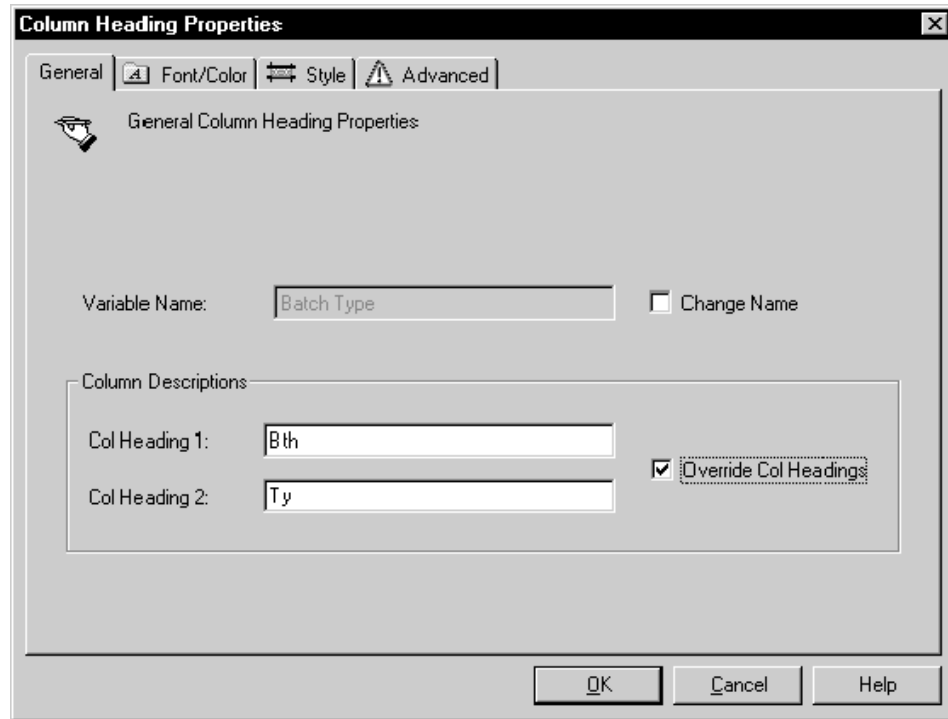 Column Heading Properties
General Font/Color Style Advanced
General Column Heading Properties
Variable Name: Batch Type Change Name
Column Descriptions
Col Heading 1: Bth
Override Col Headings
Col Heading 2: Ty
OK Cancel Help